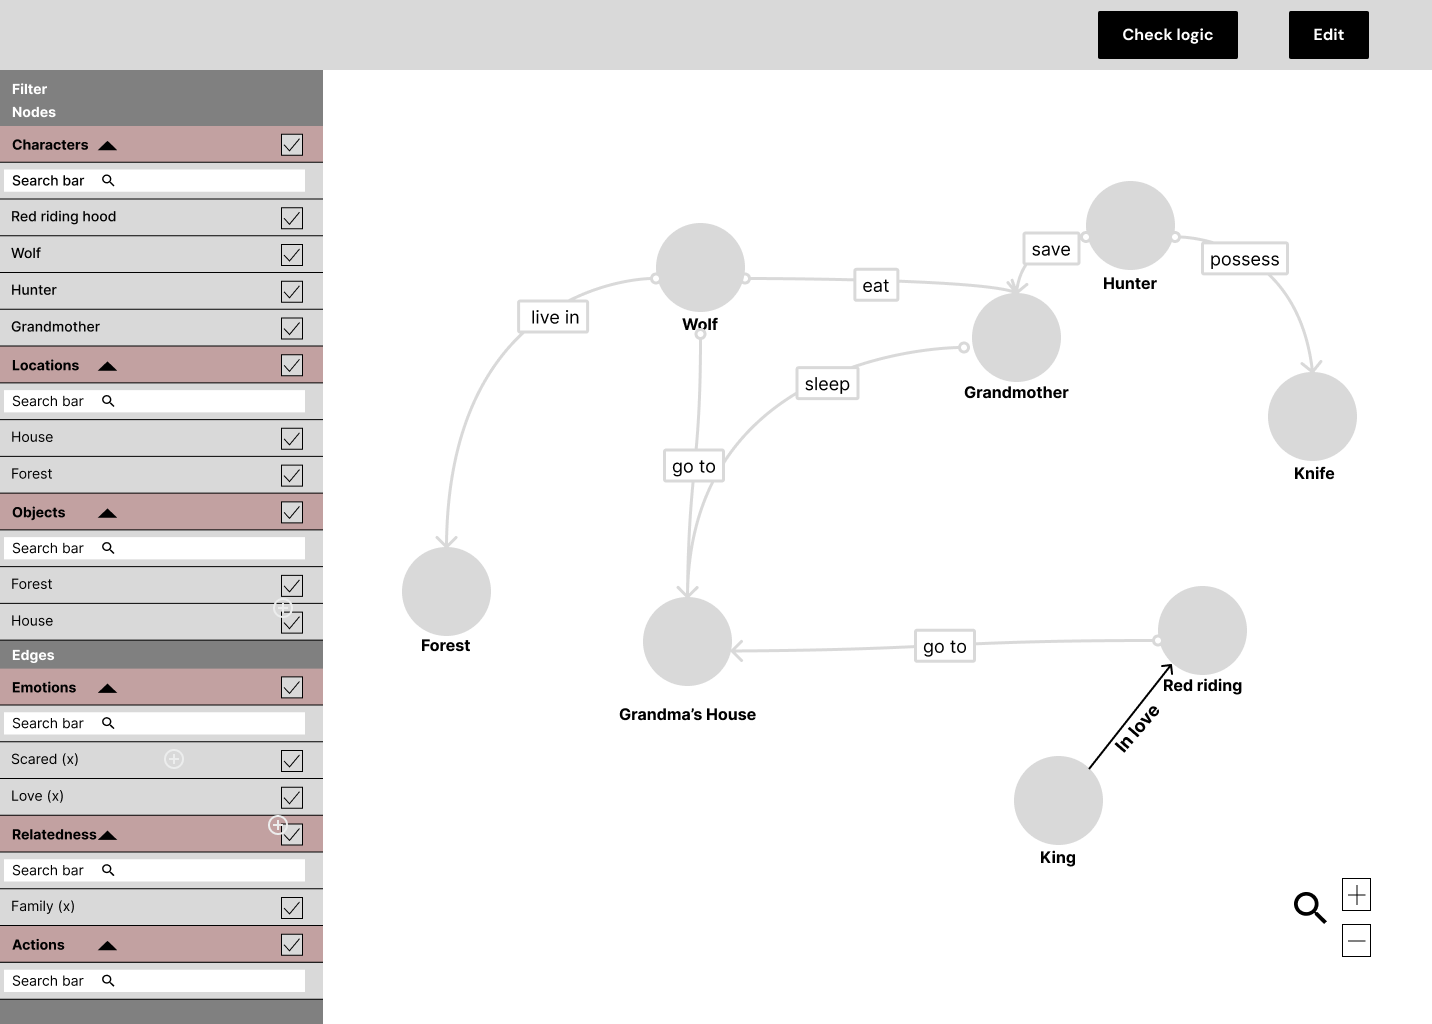 Check logic
Edit
Filter
Nodes
Characters
Search bar
Red riding hood
Wolf
Hunter
Grandmother
Locations
Search bar
House
Forest
Objects
Search bar
Forest
House
Edges
Emotions
Search bar
Scared (x)
Love (x)
Relatedness
Search bar
Family (x)
Actions
Search bar
save
possess
Hunter
eat
live in
Wolf
sleep
Grandmother
go to
Knife
Forest
go to
Red riding
Grandma's House
In love
King